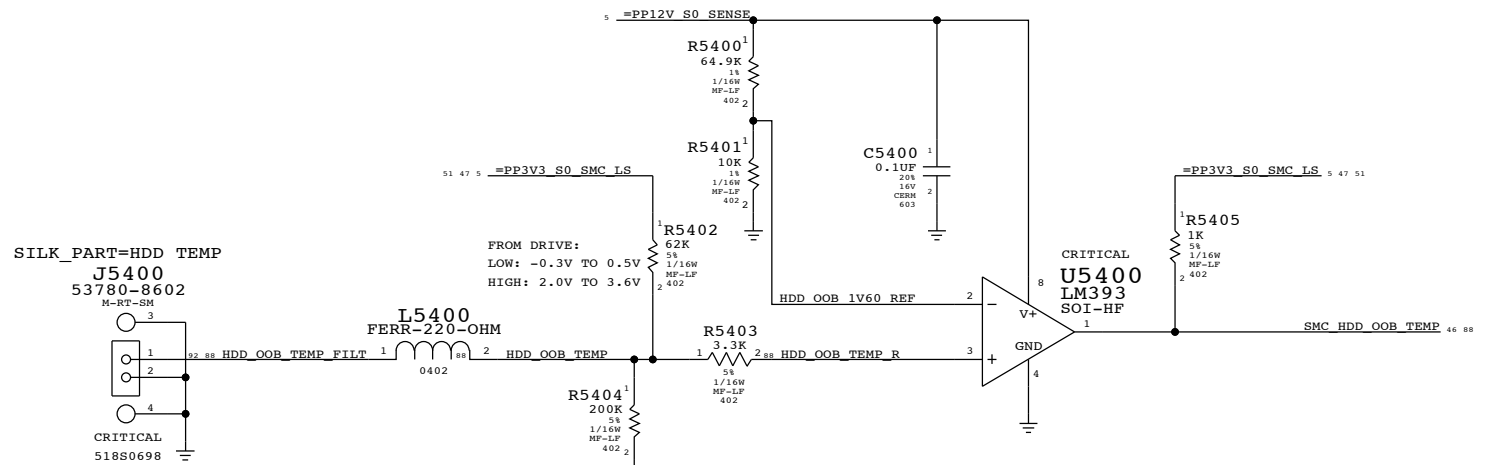 5 =PP12V_S0_SENSE
R5400 1
64.9K
1%
1/16W
MF-LF
402 2
R5401 1
10K
1%
1/16W
MF-LF
402
2
C5400 1
0.1UF
20%
16V 2
CERM
603
51 47 5 =PP3V3_S0_SMC_LS
=PP3V3_S0_SMC_LS 5 47 51
1 R5402
62K
5%
1/16W
MF-LF
2 402
FROM DRIVE:
LOW: -0.3V TO 0.5V
HIGH: 2.0V TO 3.6V
1 R5405
1K
5%
1/16W
MF-LF
2 402
SILK_PART=HDD TEMP
J5400
53780-8602
M-RT-SM
3
1
2
4
CRITICAL
518S0698
92 88 HDD_OOB_TEMP_FILT
L5400
FERR-220-OHM
1 88 2
0402
HDD_OOB_TEMP
R5403
3.3K
1 2
5%
1/16W
MF-LF
402
88 HDD_OOB_TEMP_R
R5404 1
200K
5%
1/16W
MF-LF
402 2
HDD_OOB_1V60_REF
CRITICAL
U5400
LM393
SOI-HF
8
2
V+
1
GND
3
4
SMC_HDD_OOB_TEMP 46 88